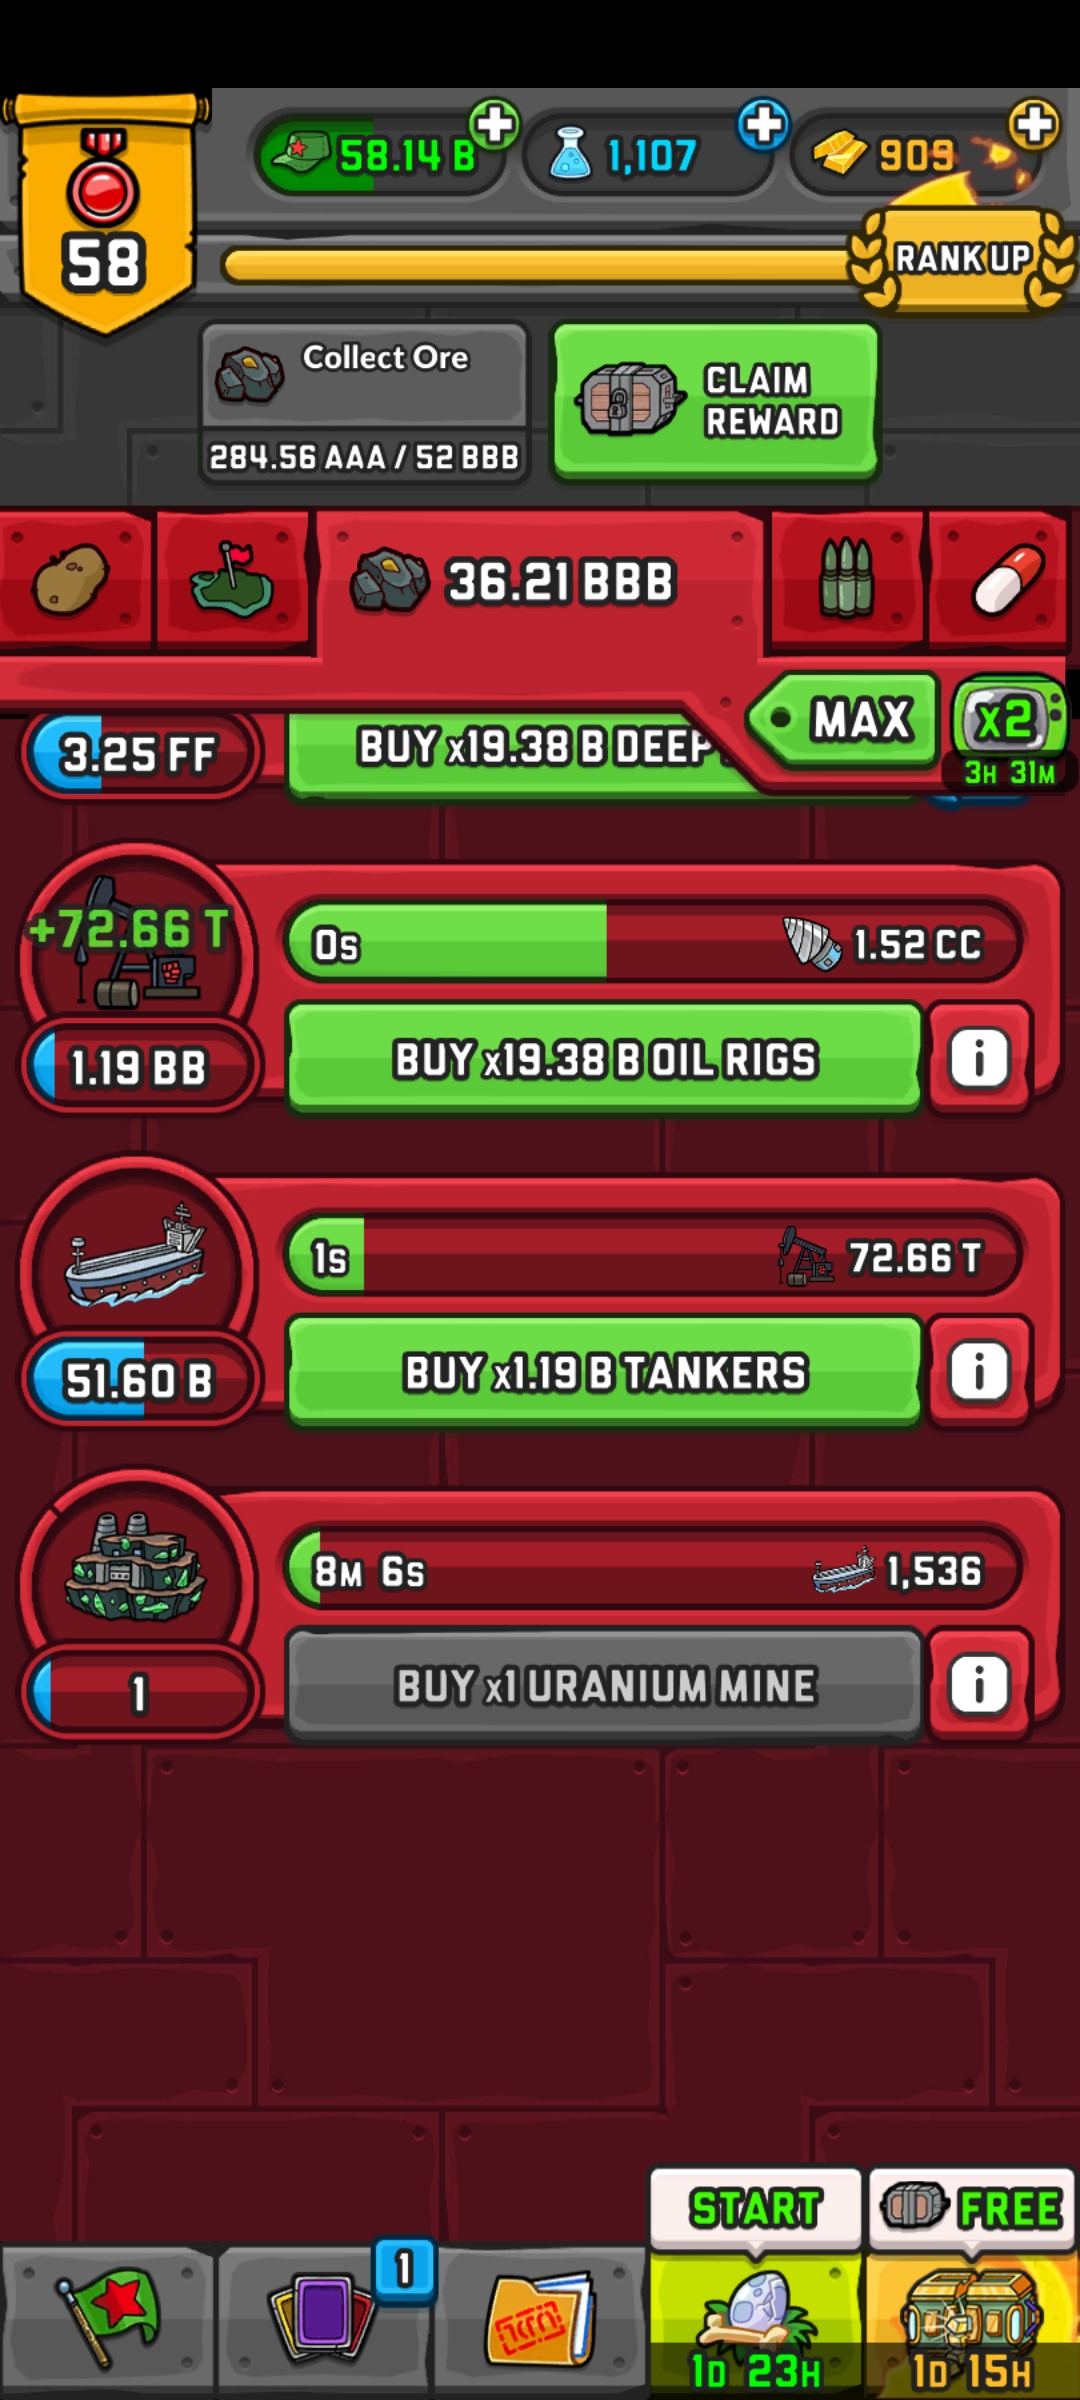 58.14 B
1,107
909
58
RANK UP
Collect Ore
284.56 AAA / 52 BBB
CLAIM
REWARD
36.21 BBB
MAX
x2
3H 31M
3.25 FF
BUY x19.38 B DEEP
+72.66 T
0s
1.52 CC
1.19 BB
BUY x19.38 B OIL RIGS
i
1s
72.66 T
51.60 B
BUY x1.19 B TANKERS
i
8M 6s
1,536
1
BUY x1 URANIUM MINE
i
START
FREE
1
1D 23H
1D 15H